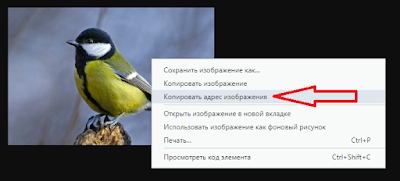 Сохранить изображение как...
Копировать изображение
Копировать адрес изображения
Открыть изображение в новой вкладке
Использовать изображение как фоновый рисунок
Печать... Ctrl+P
Просмотреть код элемента Ctrl+Shift+C